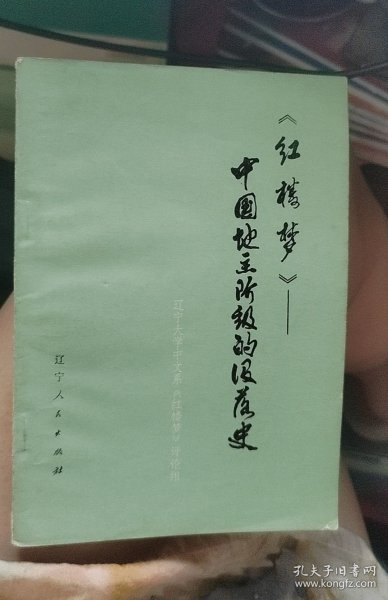 《红楼梦》——
中国地主阶级的没落史
辽宁大学中文系《红楼梦》评论组
辽宁人民出版社
孔夫子旧书网
kongfz.com